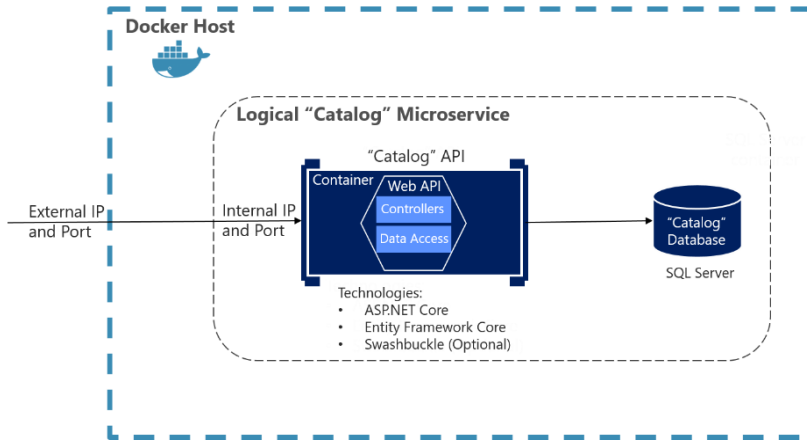 Docker Host
Logical “Catalog” Microservice
“Catalog” API
Container
Web API
Controllers
Data Access
External IP
and Port
Internal IP
and Port
“Catalog”
Database
SQL Server
Technologies:
• ASP.NET Core
• Entity Framework Core
• Swashbuckle (Optional)